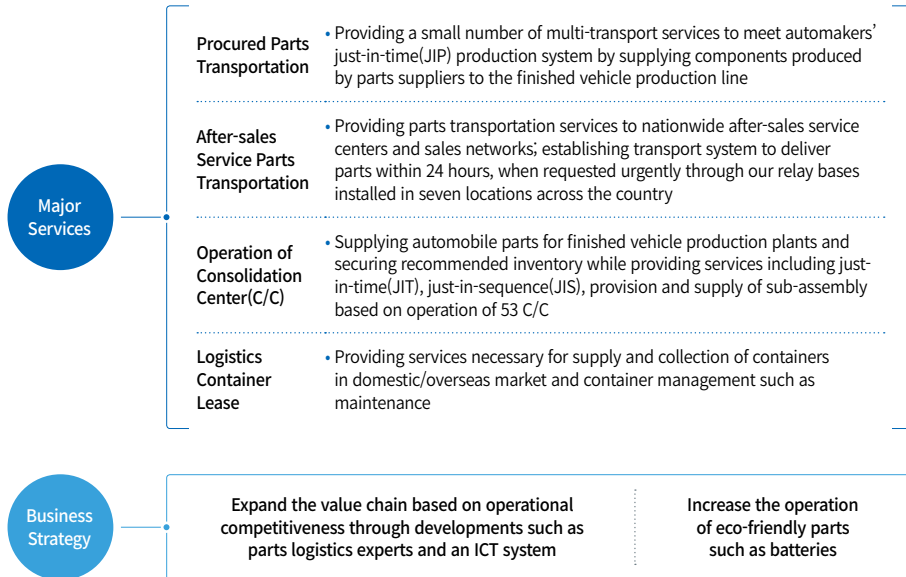 Major
Services
Procured Parts
Transportation
• Providing a small number of multi-transport services to meet automakers'
just-in-time(JIP) production system by supplying components produced
by parts suppliers to the finished vehicle production line
After-sales
Service Parts
Transportation
• Providing parts transportation services to nationwide after-sales service
centers and sales networks; establishing transport system to deliver
parts within 24 hours, when requested urgently through our relay bases
installed in seven locations across the country
Operation of
Consolidation
Center(C/C)
• Supplying automobile parts for finished vehicle production plants and
securing recommended inventory while providing services including just-
in-time(JIT), just-in-sequence(JIS), provision and supply of sub-assembly
based on operation of 53 C/C
Logistics
Container
Lease
• Providing services necessary for supply and collection of containers
in domestic/overseas market and container management such as
maintenance
Business
Strategy
Expand the value chain based on operational
competitiveness through developments such as
parts logistics experts and an ICT system
Increase the operation
of eco-friendly parts
such as batteries